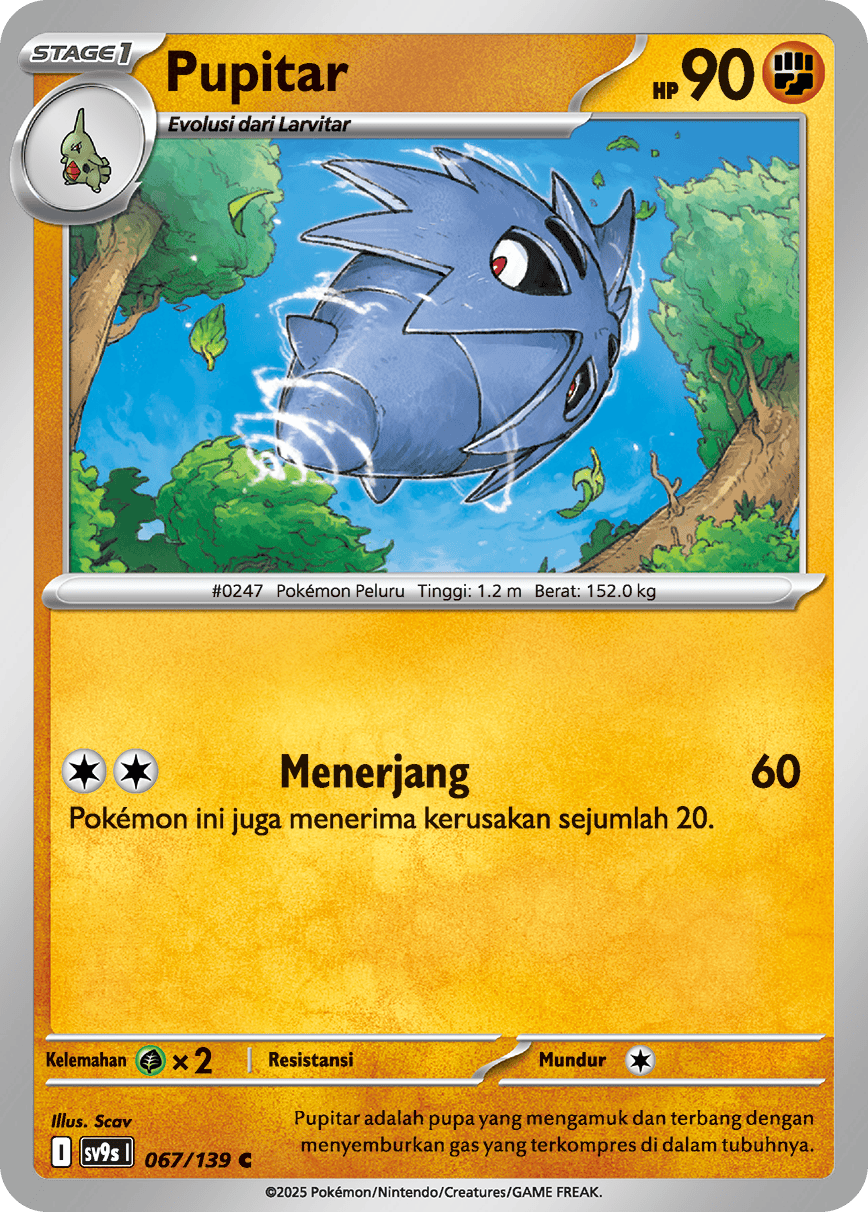 STAGE 1
Pupitar
HP 90
Evolusi dari Larvitar
#0247 Pokémon Peluru Tinggi: 1.2 m Berat: 152.0 kg
Menerjang 60
Pokémon ini juga menerima kerusakan sejumlah 20.
Kelemahan ×2 Resistansi Mundur
Illus. Scav
Pupitar adalah pupa yang mengamuk dan terbang dengan
menyemburkan gas yang terkompres di dalam tubuhnya.
I sv9s I 067/139 C
©2025 Pokémon/Nintendo/Creatures/GAME FREAK.